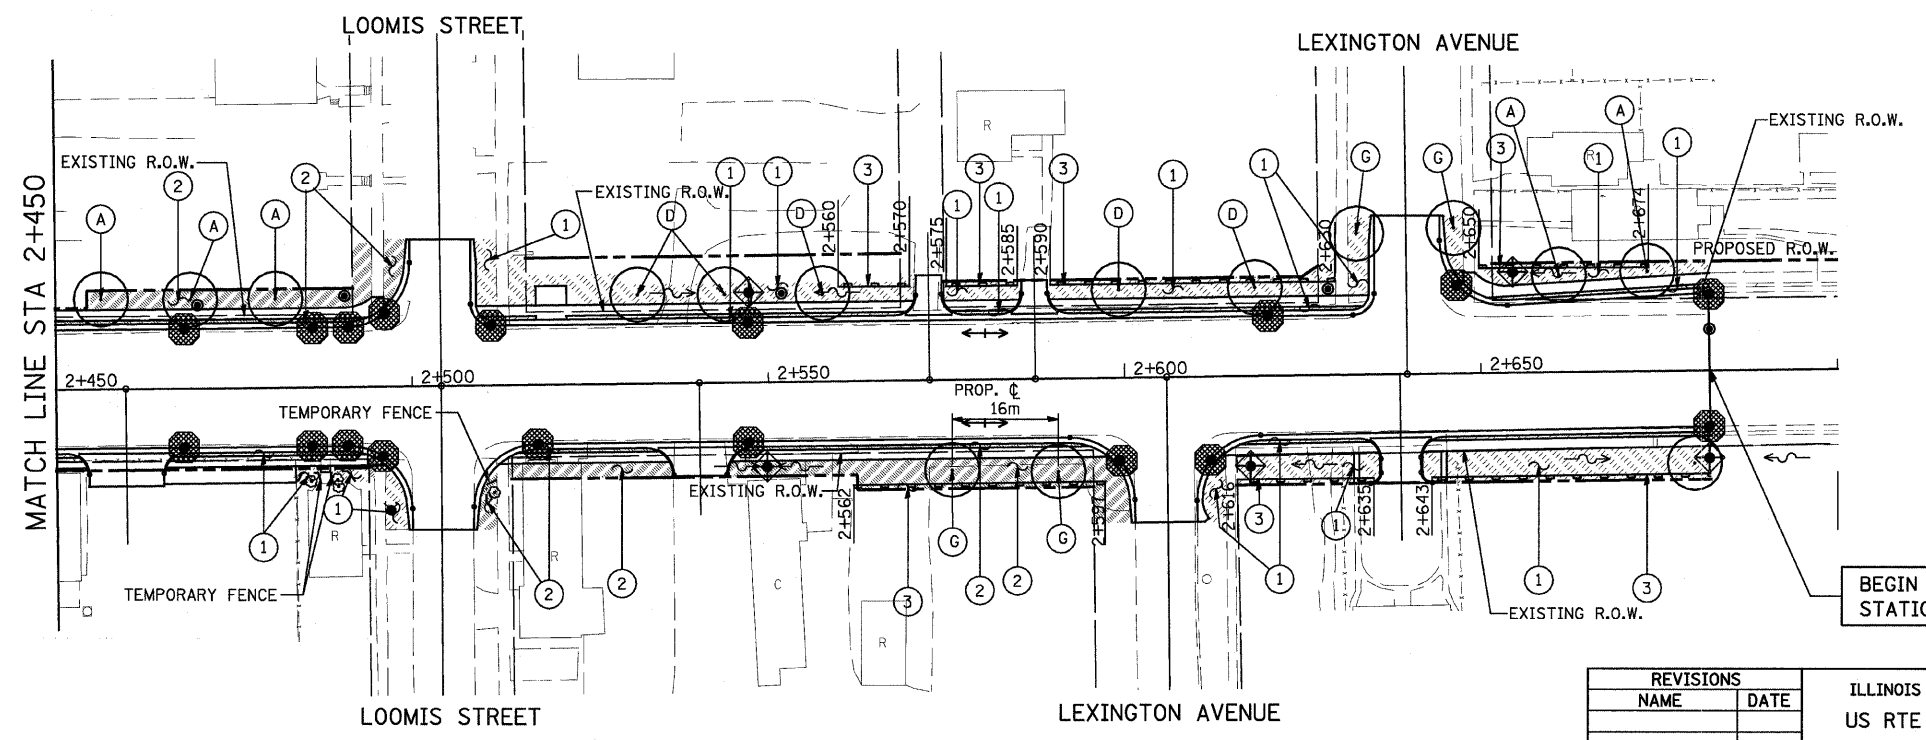 LOOMIS STREET
LEXINGTON AVENUE
MATCH LINE STA 2+450
EXISTING R.O.W.
2
2
A
A
A
1
EXISTING R.O.W.
D
1
1
D
3
2+560
2+570
2+575
1
3
1
2+585
2+590
3
R
D
1
D
1
2+630
G
G
2+650
3
A
R
1
A
2+674
1
EXISTING R.O.W.
PROPOSED R.O.W.
2+450
2+500
2+550
2+600
2+650
PROP. ℄
16m
TEMPORARY FENCE
EXISTING R.O.W.
2+562
2+597
2+616
2+635
2+643
1
1
R
TEMPORARY FENCE
R
2
2
C
3
R
G
2
2
G
1
3
1
1
3
EXISTING R.O.W.
BEGIN
STATIO
LOOMIS STREET
LEXINGTON AVENUE
REVISIONS
NAME DATE
ILLINOIS
US RTE